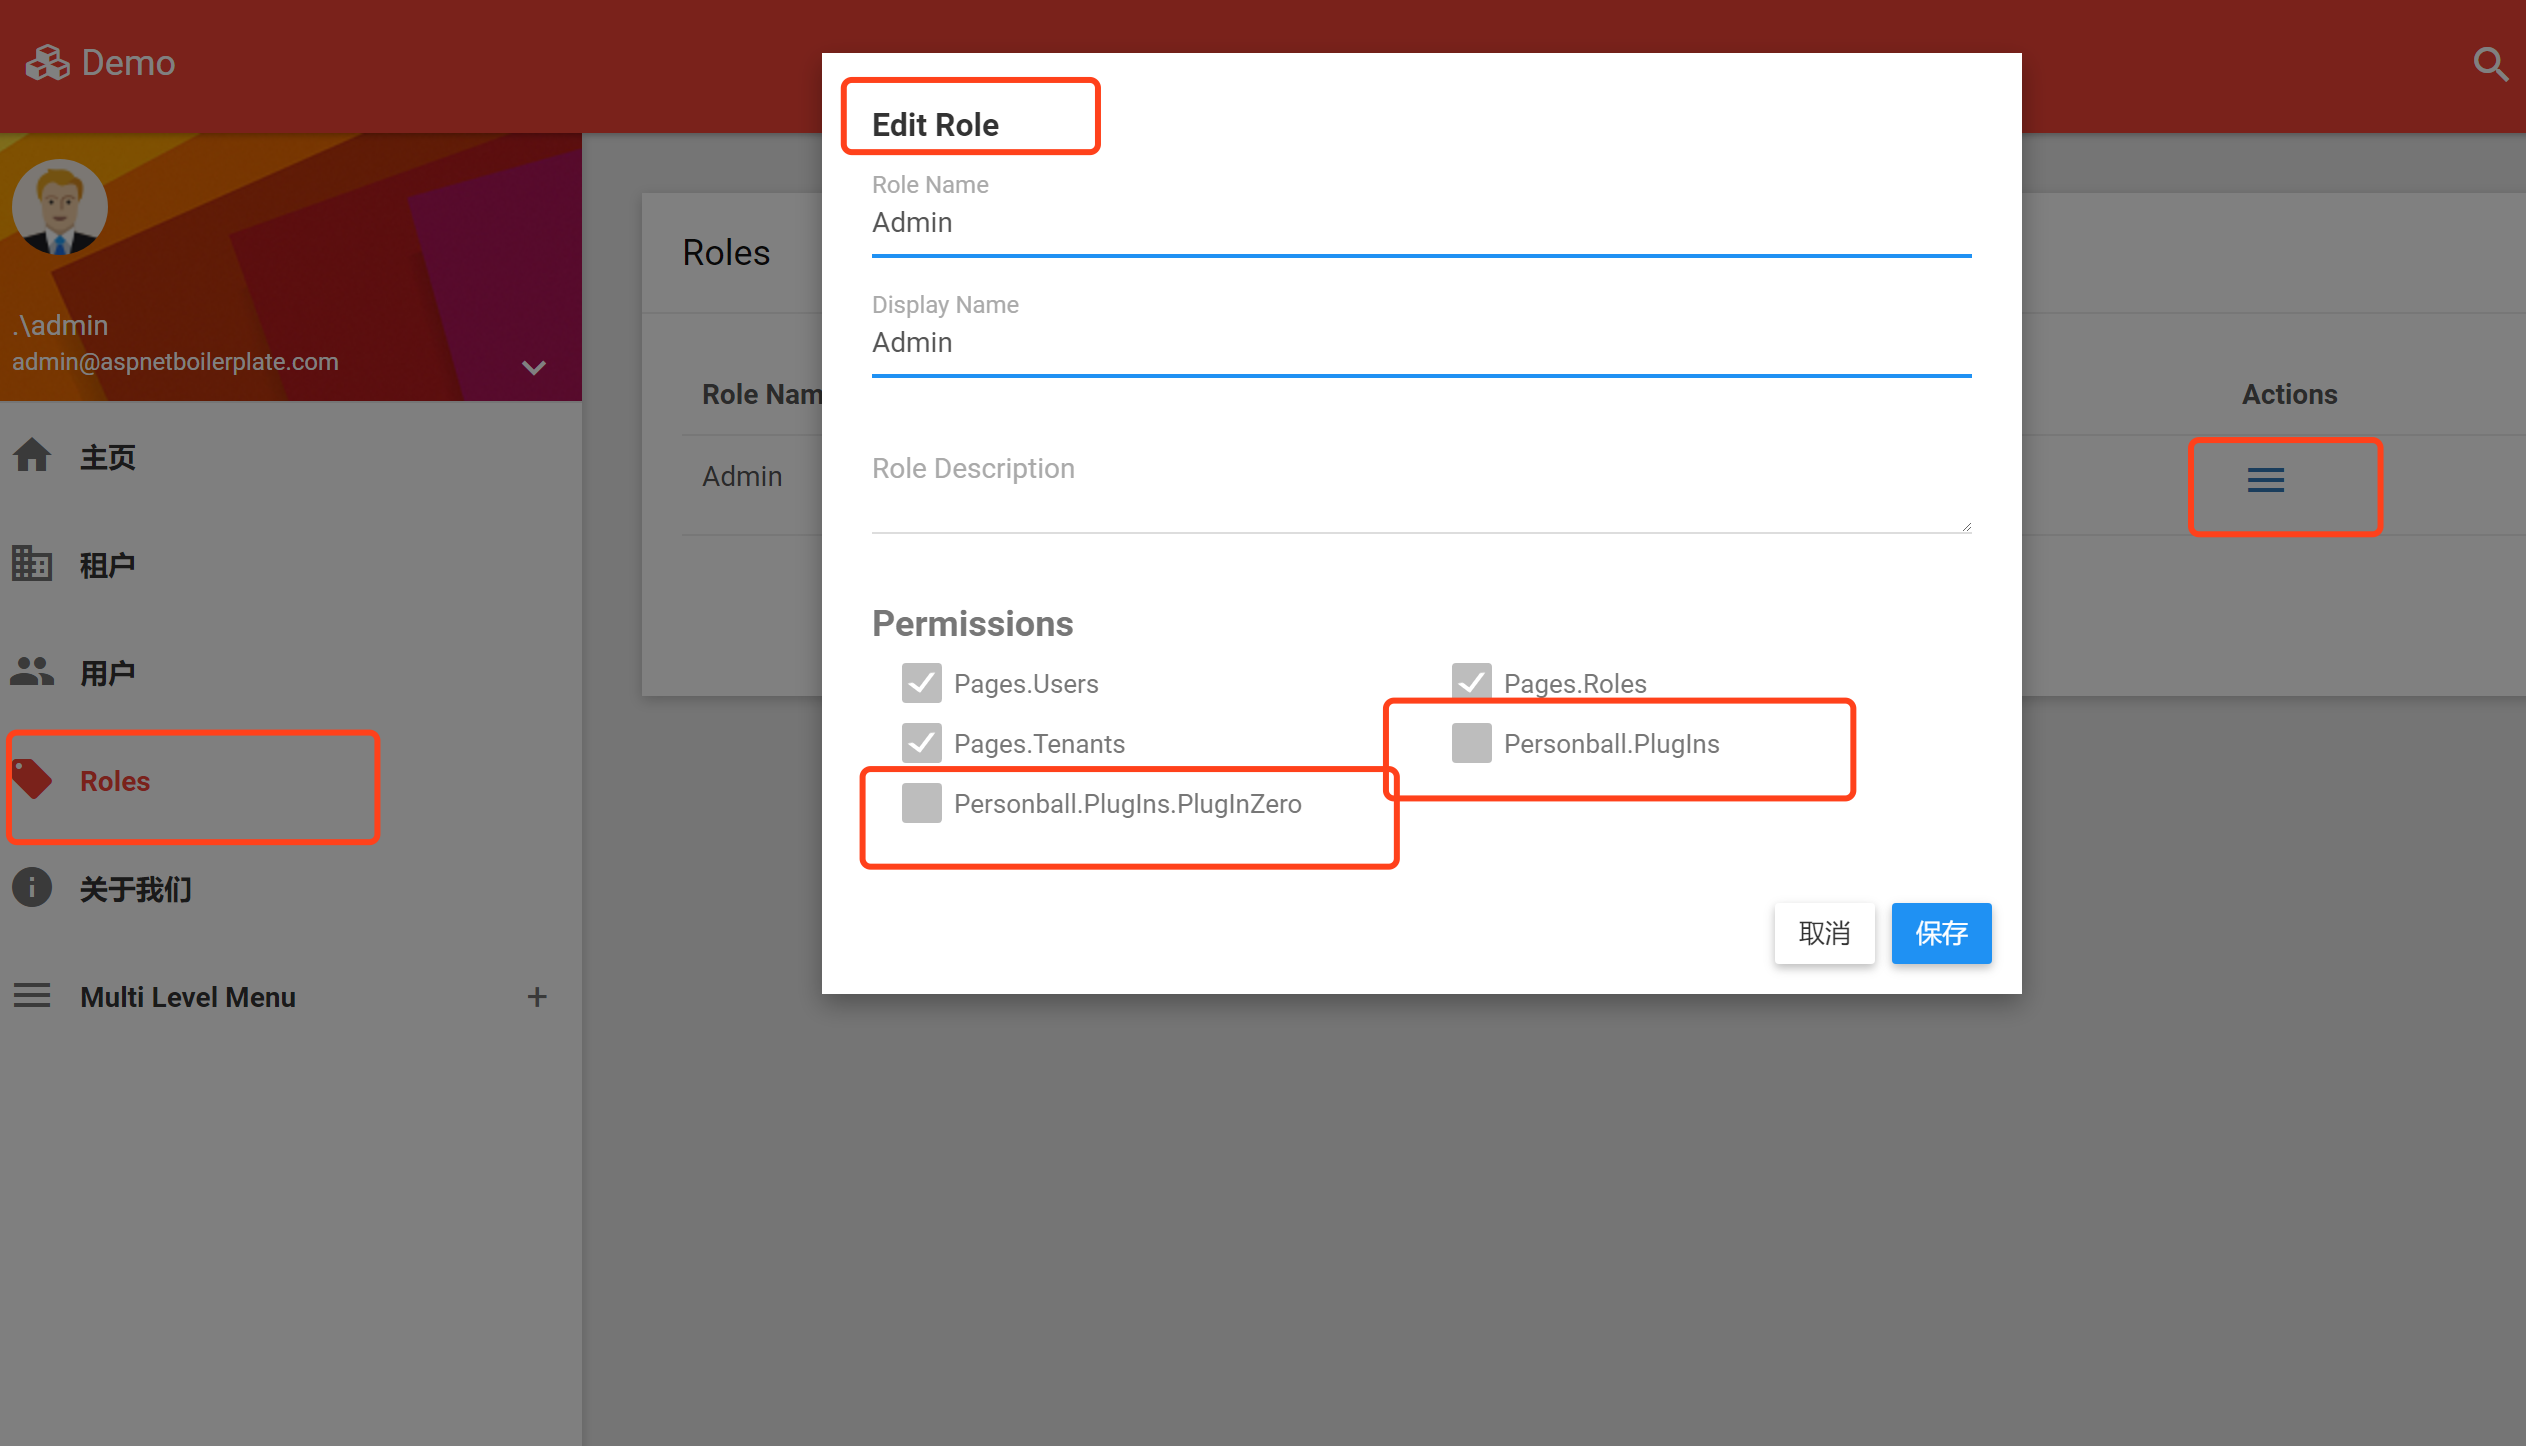 Demo
.\admin
admin@aspnetboilerplate.com
主页
租户
用户
Roles
关于我们
Multi Level Menu
+
Roles
Role Nam
Actions
Admin
Edit Role
Role Name
Admin
Display Name
Admin
Role Description
Permissions
Pages.Users
Pages.Roles
Pages.Tenants
Personball.PlugIns
Personball.PlugIns.PlugInZero
取消
保存